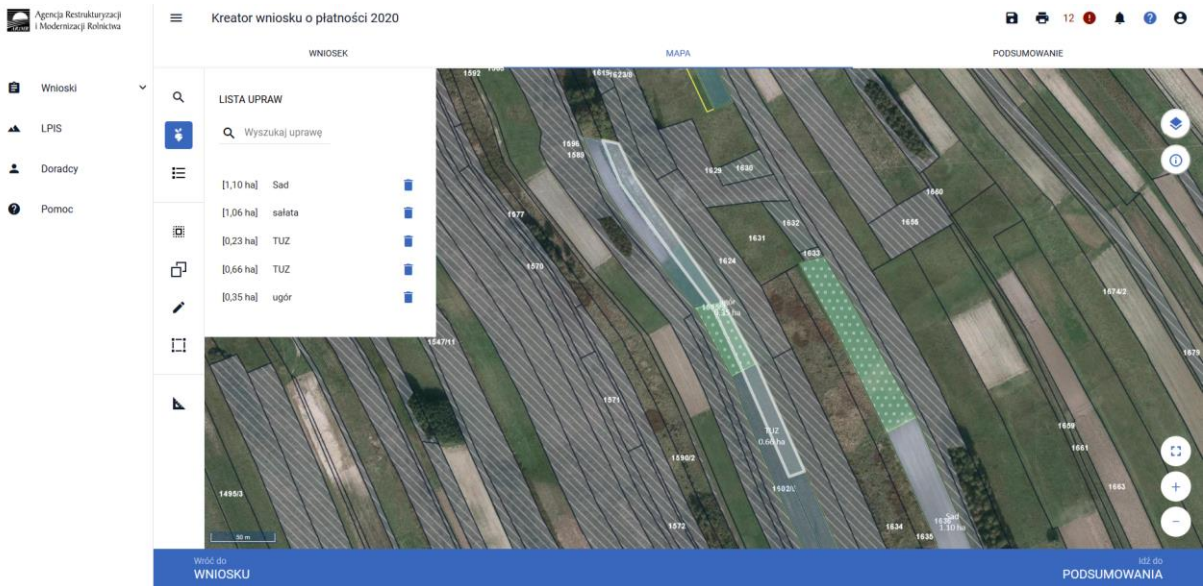 Agencja Restrukturyzacji
i Modernizacji Rolnictwa
Kreator wniosku o płatności 2020
12
WNIOSEK
MAPA
PODSUMOWANIE
Wnioski
LPIS
Doradcy
Pomoc
LISTA UPRAW
Wyszukaj uprawę
[1,10 ha] Sad
[1,06 ha] sałata
[0,23 ha] TUZ
[0,66 ha] TUZ
[0,35 ha] ugór
1592
1623/6
1596
1629
1630
1660
1977
1632
1656
1631
1570
1624
1633
1674/2
1547/11
1679
1571
TUZ
0.66 ha
1659
1661
1590/2
1663
1495/3
1572
1634
Sad
1.10 ha
1635
50 m
Wróć do
WNIOSKU
Idź do
PODSUMOWANIA